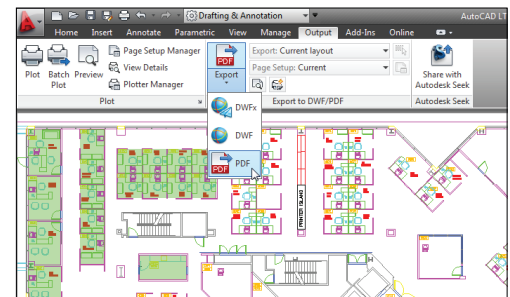 Drafting & Annotation
AutoCAD LT
Home Insert Annotate Parametric View Manage Output Add-Ins Online
Plot
Batch Plot
Preview
Page Setup Manager
View Details
Plotter Manager
PDF
Export
Export: Current layout
Page Setup: Current
Share with
Autodesk Seek
Plot
Export to DWF/PDF
Autodesk Seek
DWFx
DWF
PDF
PDF
PRINTER ISLAND